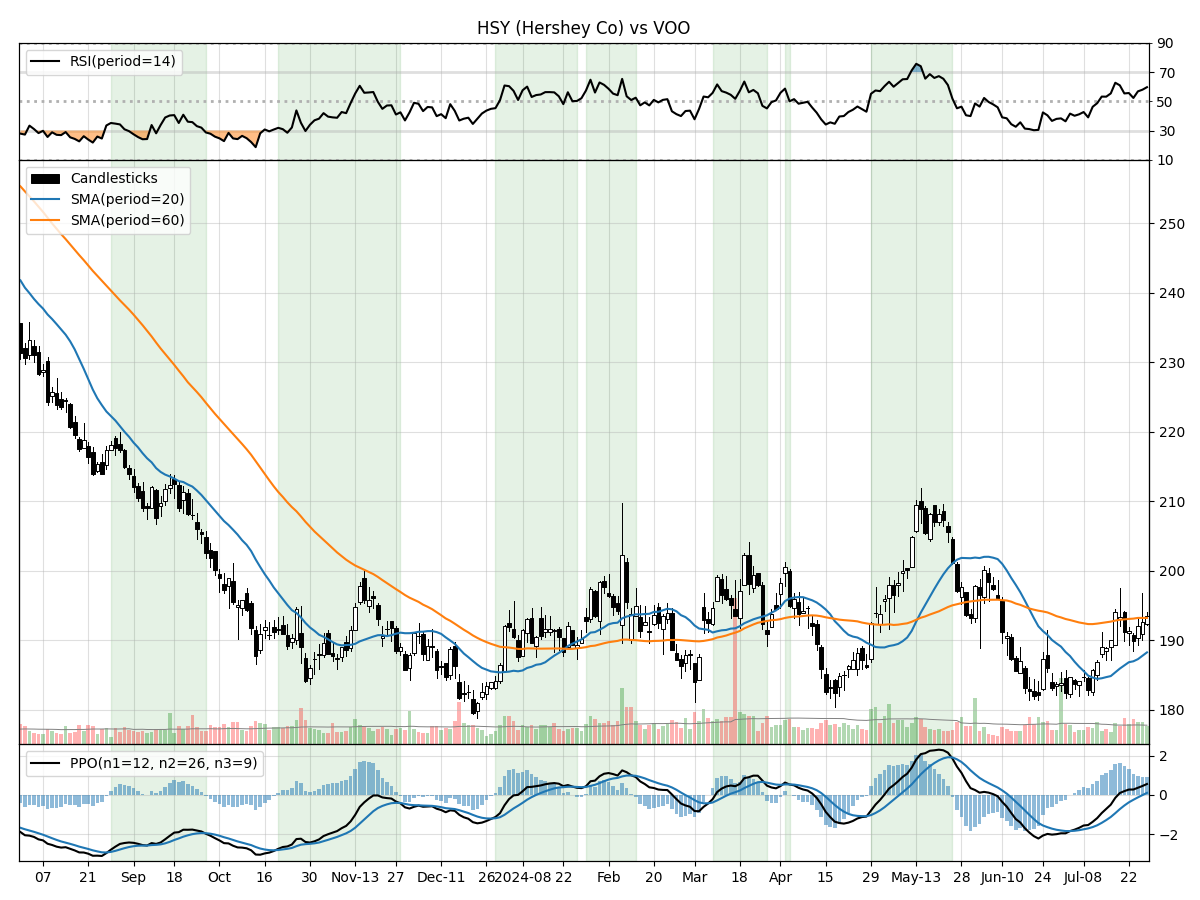 HSY (Hershey Co) vs VOO
RSI(period=14)
90
70
50
30
10
Candlesticks
SMA(period=20)
SMA(period=60)
250
240
230
220
210
200
190
180
PPO(n1=12, n2=26, n3=9)
2
0
−2
07 21 Sep 18 Oct 16 30 Nov-13 27 Dec-11 26 2024-08 22 Feb 20 Mar 18 Apr 15 29 May-13 28 Jun-10 24 Jul-08 22